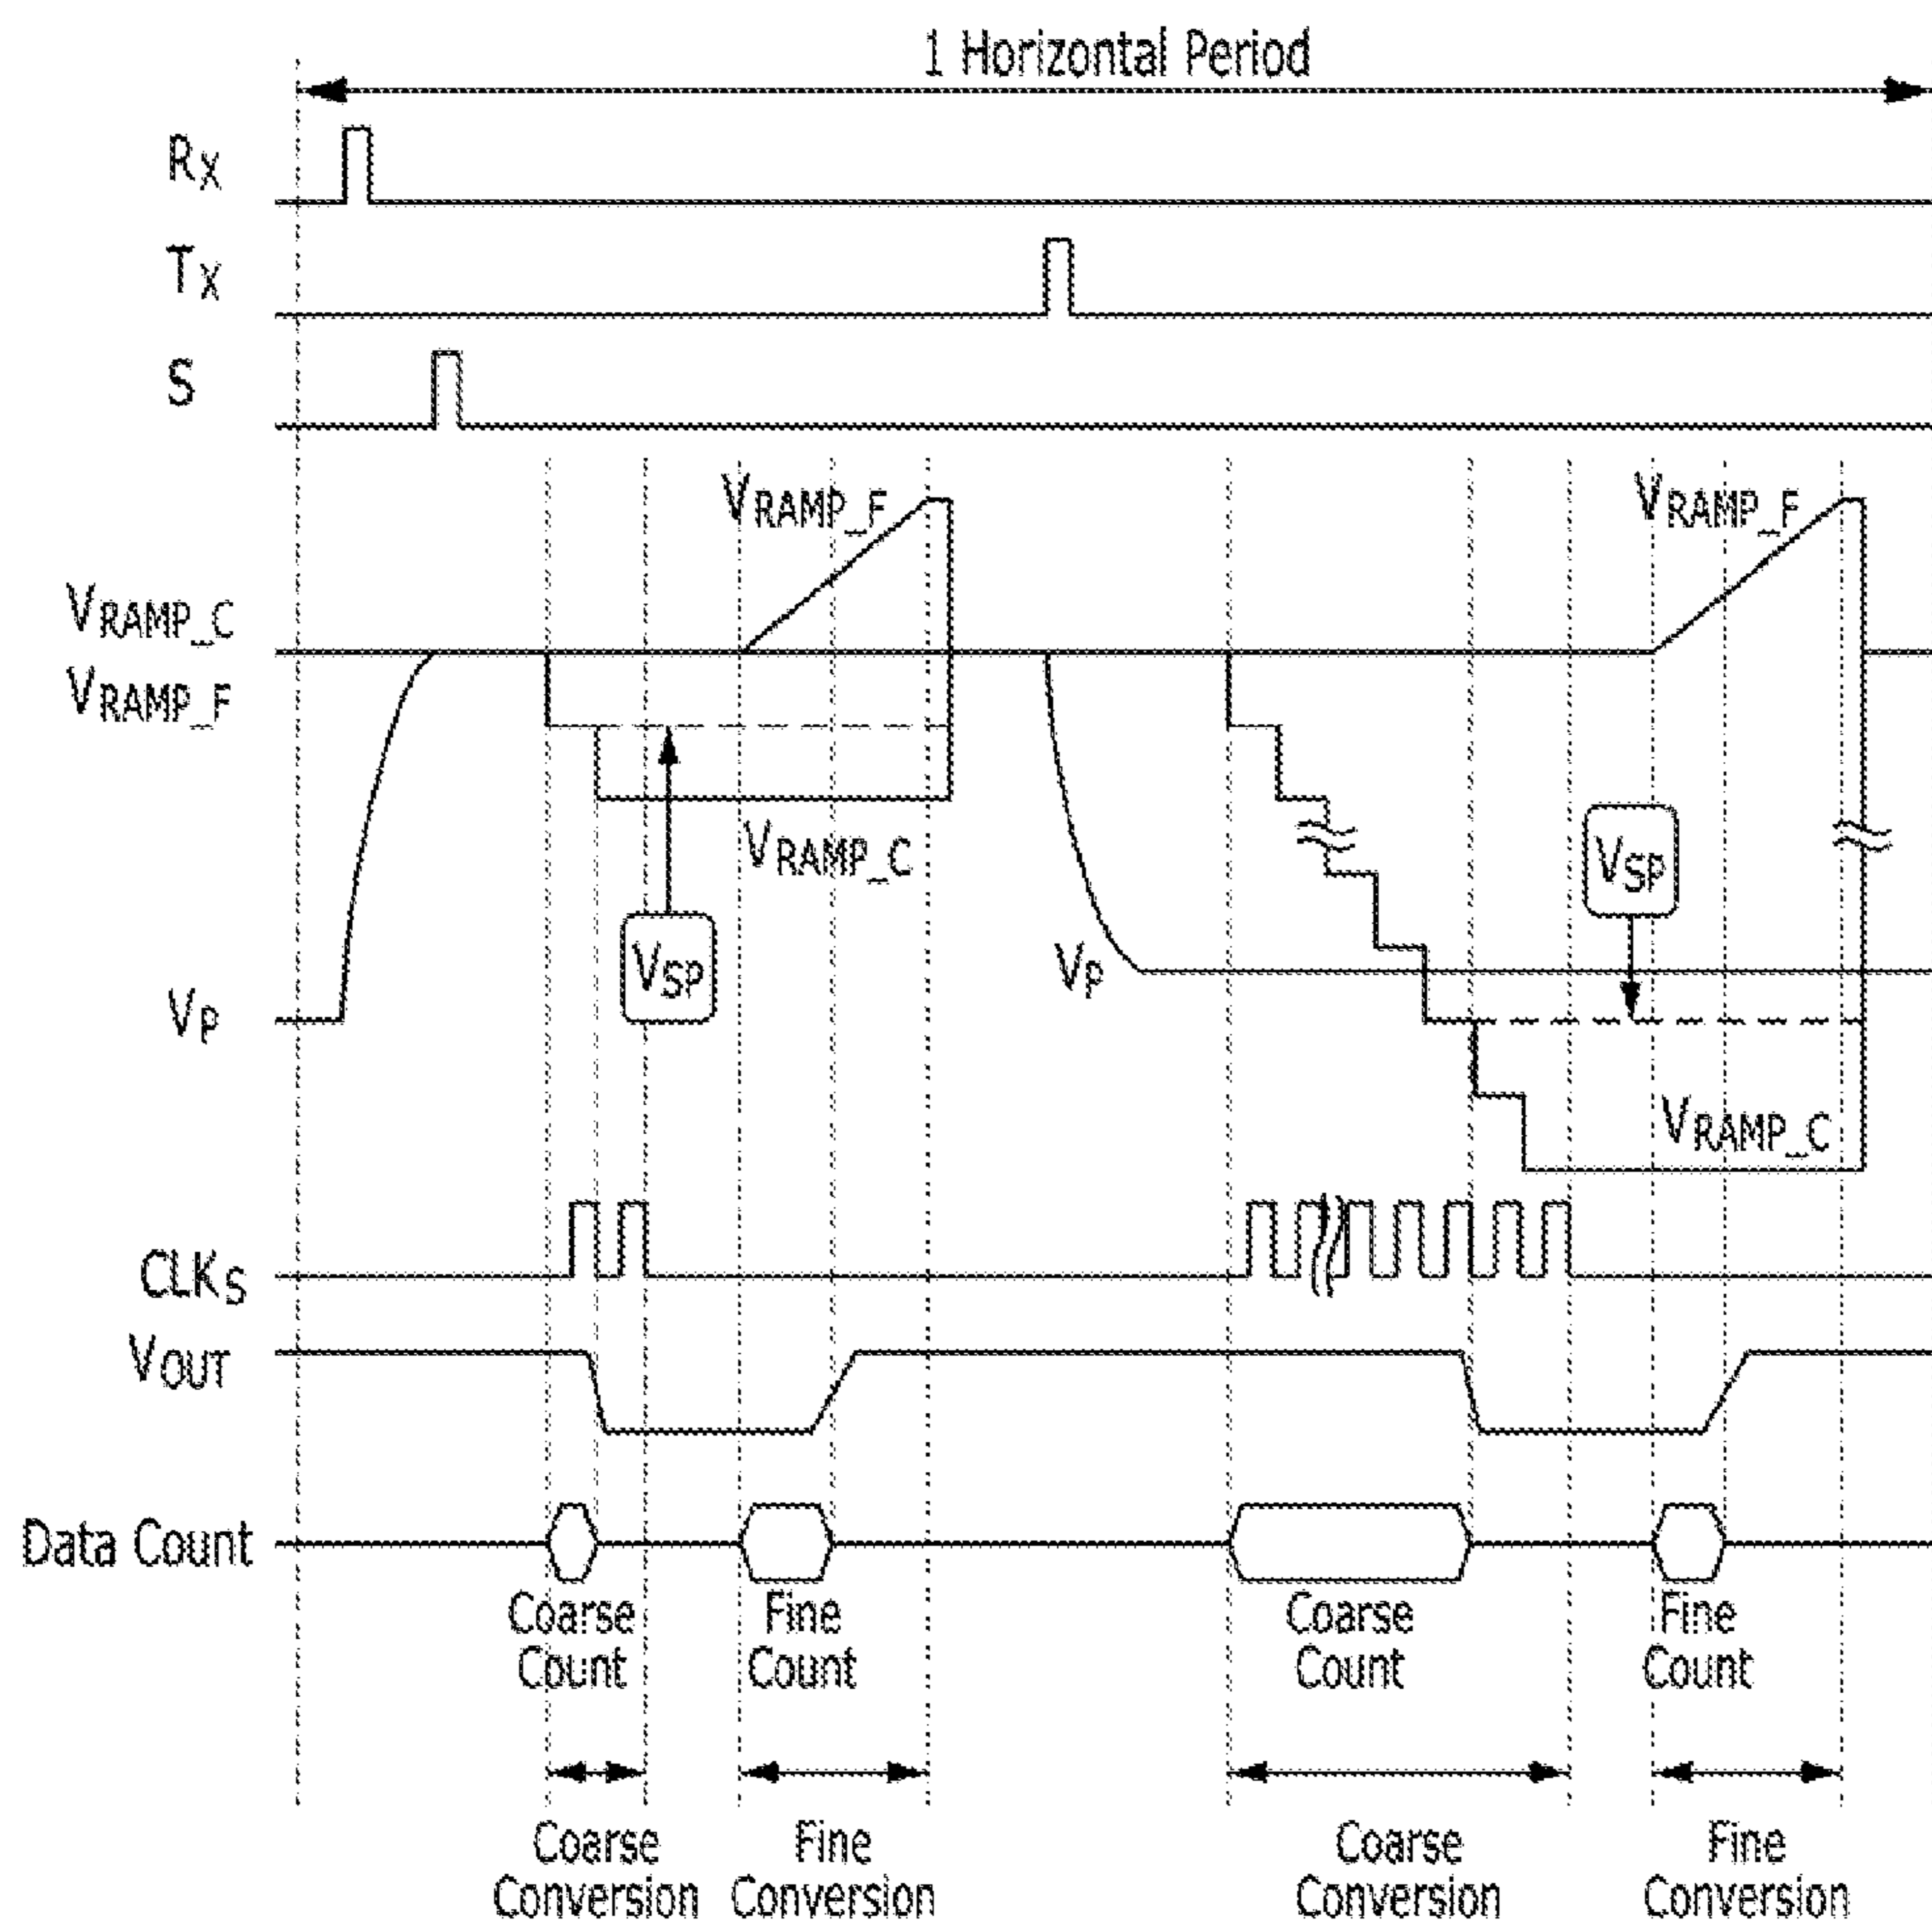 1 Horizontal Period
RX
TX
S
VRAMP_F
VRAMP_F
VRAMP_C
VRAMP_F
VRAMP_C
VSP
VSP
VP
VP
VRAMP_C
CLKS
VOUT
Data Count
Coarse
Count
Fine
Count
Coarse
Count
Fine
Count
Coarse
Conversion
Fine
Conversion
Coarse
Conversion
Fine
Conversion